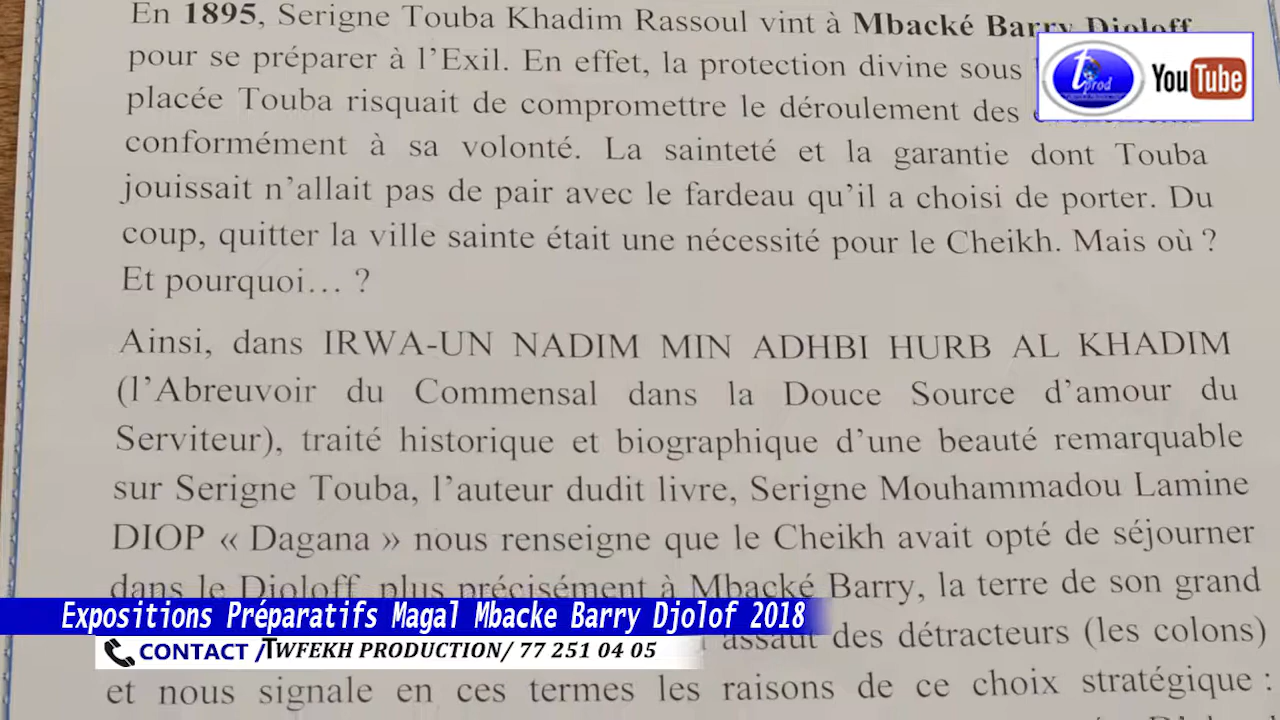 En 1895, Serigne Touba Khadim Rassoul vint à Mbacké Barry Djoloff
pour se préparer à l'Exil. En effet, la protection divine sous
placée Touba risquait de compromettre le déroulement des
conformément à sa volonté. La sainteté et la garantie dont Touba
jouissait n'allait pas de pair avec le fardeau qu'il a choisi de porter. Du
coup, quitter la ville sainte était une nécessité pour le Cheikh. Mais où ?
Et pourquoi… ?
Ainsi, dans IRWA-UN NADIM MIN ADHBI HURB AL KHADIM
(l'Abreuvoir du Commensal dans la Douce Source d'amour du
Serviteur), traité historique et biographique d'une beauté remarquable
sur Serigne Touba, l'auteur dudit livre, Serigne Mouhammadou Lamine
DIOP « Dagana » nous renseigne que le Cheikh avait opté de séjourner
dans le Djoloff, plus précisément à Mbacké Barry, la terre de son grand
assaut des détracteurs (les colons)
et nous signale en ces termes les raisons de ce choix stratégique :
tprod
YouTube
Expositions Préparatifs Magal Mbacke Barry Djolof 2018
CONTACT / TWFEKH PRODUCTION/ 77 251 04 05